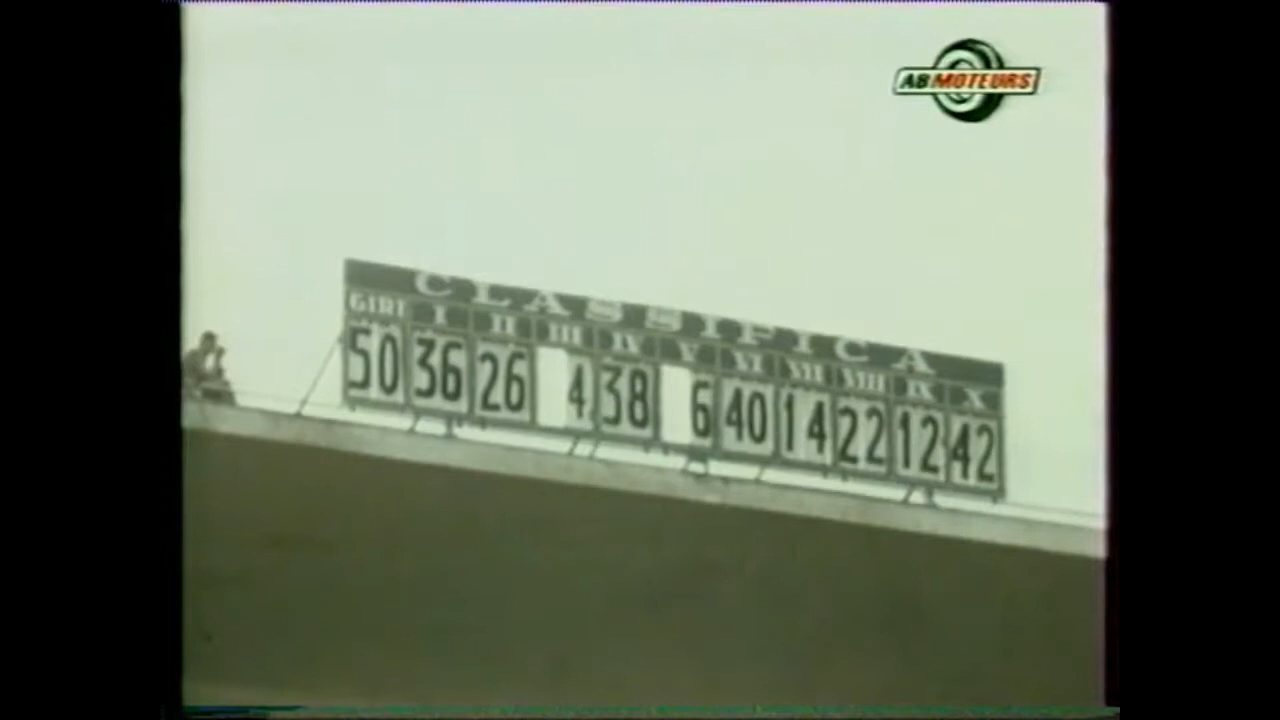 AB MOTEURS
CLASSIFICA
GIRI I II III IV V VI VII VIII IX X
50 36 26 4 38 6 40 14 22 12 42